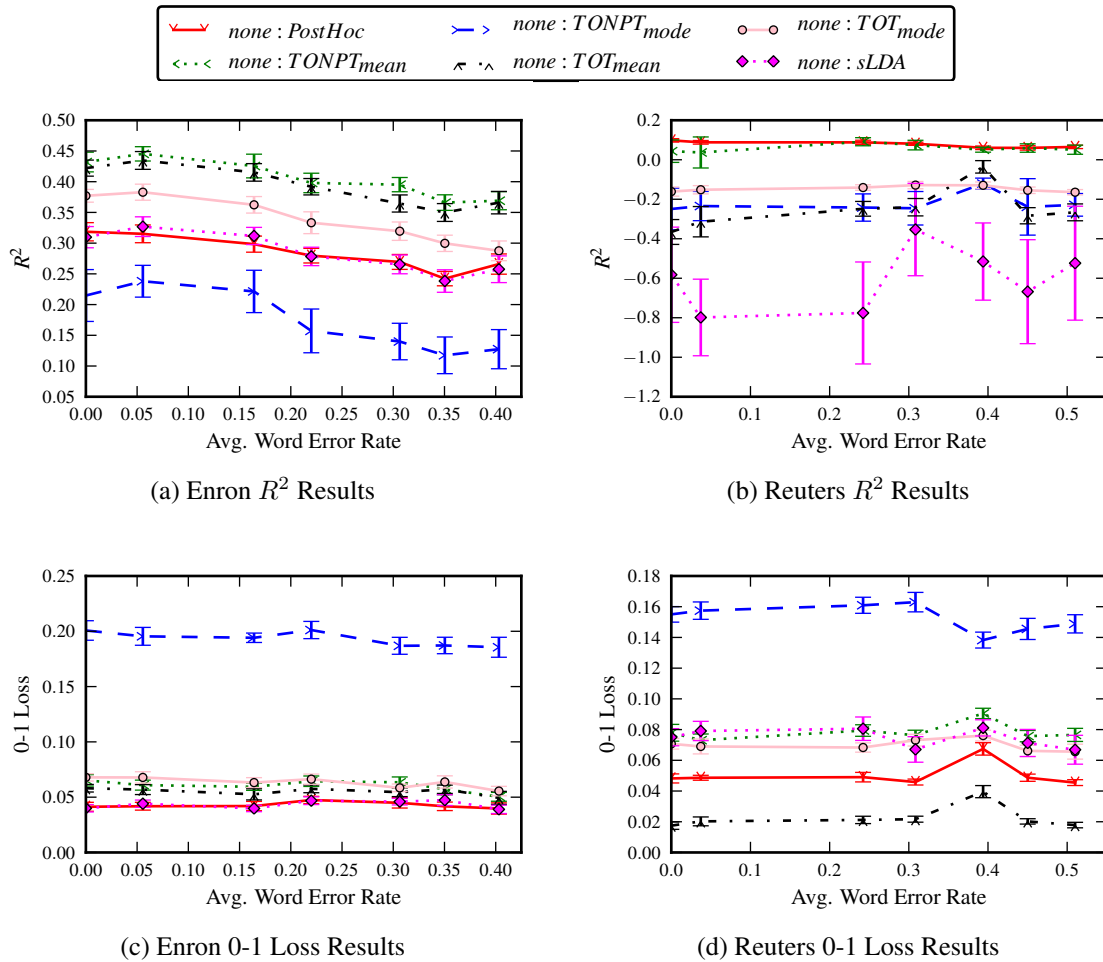 none : PostHoc
none : TONPTmode
none : TOTmode
none : TONPTmean
none : TOTmean
none : sLDA
0.50
0.45
0.40
0.35
0.30
0.25
0.20
0.15
0.10
0.05
R²
0.00 0.05 0.10 0.15 0.20 0.25 0.30 0.35 0.40
Avg. Word Error Rate
(a) Enron R² Results
0.2
0.0
−0.2
−0.4
−0.6
−0.8
−1.0
−1.2
R²
0.0 0.1 0.2 0.3 0.4 0.5
Avg. Word Error Rate
(b) Reuters R² Results
0.25
0.20
0.15
0.10
0.05
0.00
0-1 Loss
0.00 0.05 0.10 0.15 0.20 0.25 0.30 0.35 0.40
Avg. Word Error Rate
(c) Enron 0-1 Loss Results
0.18
0.16
0.14
0.12
0.10
0.08
0.06
0.04
0.02
0.00
0-1 Loss
0.0 0.1 0.2 0.3 0.4 0.5
Avg. Word Error Rate
(d) Reuters 0-1 Loss Results